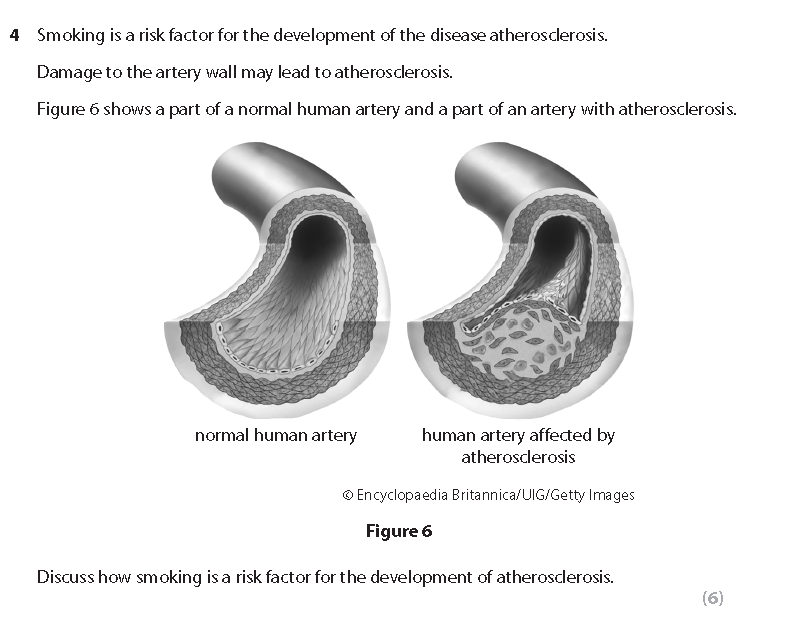 4 Smoking is a risk factor for the development of the disease atherosclerosis.
Damage to the artery wall may lead to atherosclerosis.
Figure 6 shows a part of a normal human artery and a part of an artery with atherosclerosis.
normal human artery
human artery affected by
atherosclerosis
© Encyclopaedia Britannica/UIG/Getty Images
Figure 6
Discuss how smoking is a risk factor for the development of atherosclerosis.
(6)